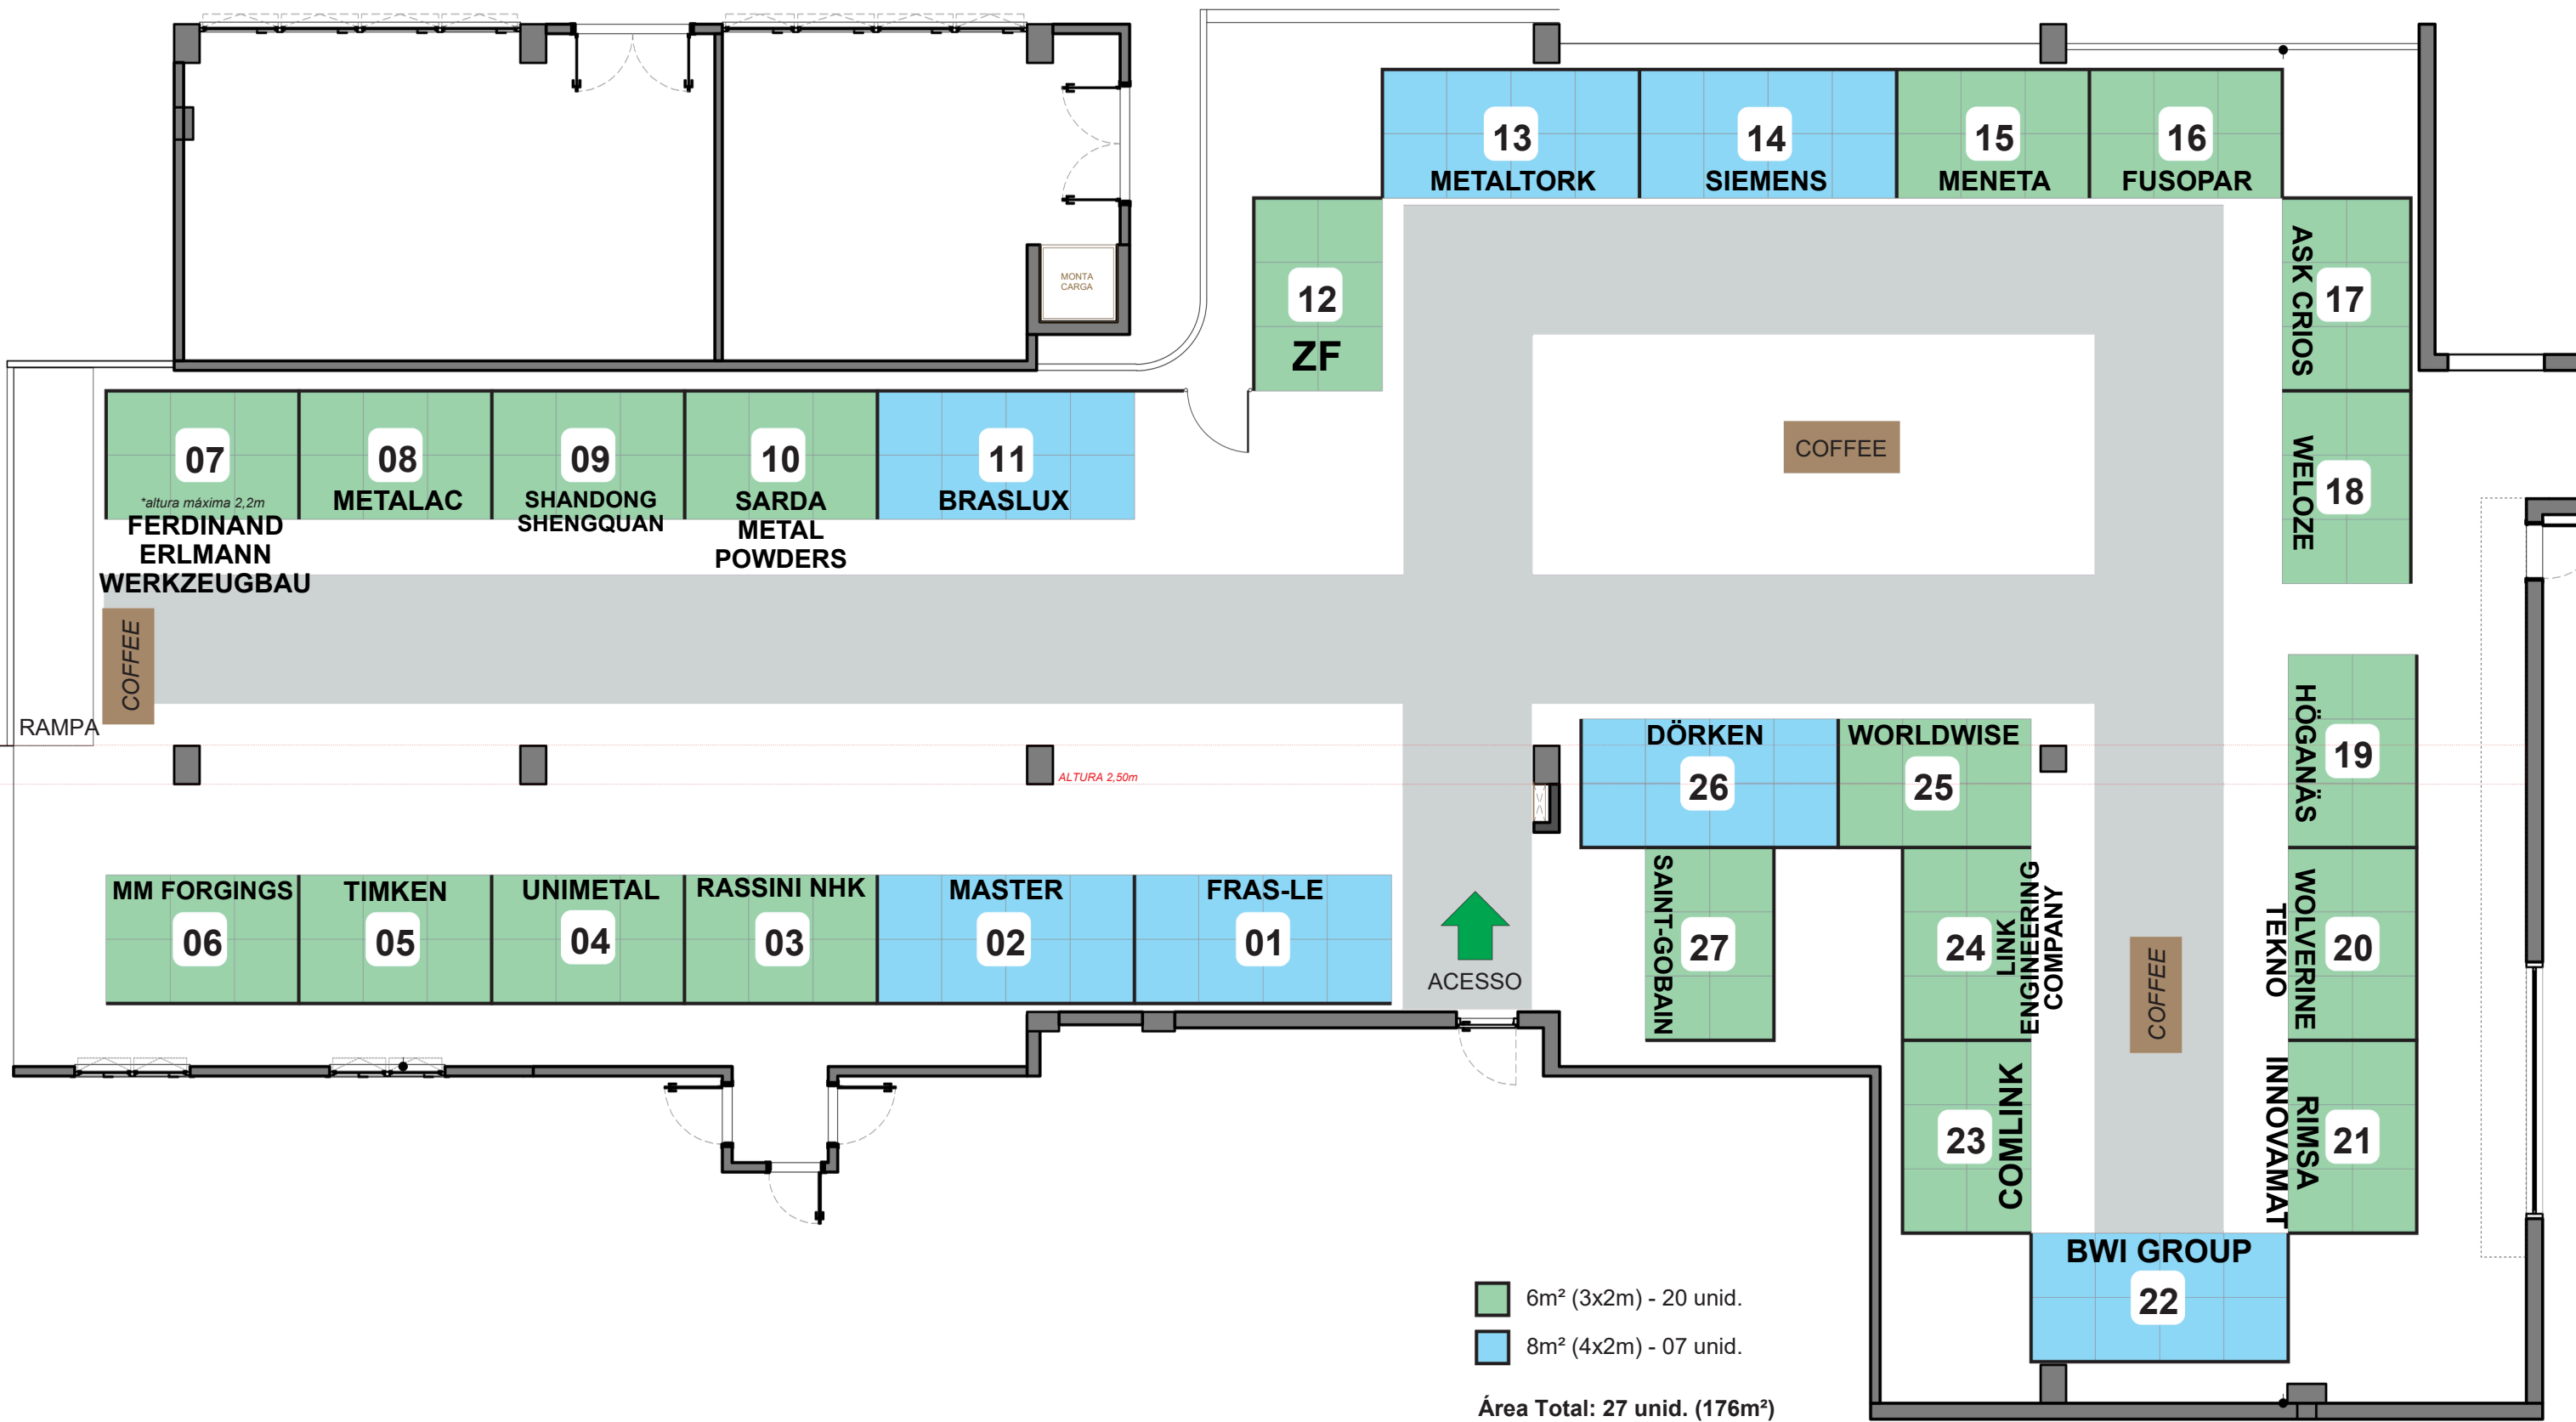 13
METALTORK
14
SIEMENS
15
MENETA
16
FUSOPAR
MONTA
CARGA
12
ZF
ASK CRIOS
17
07
*altura máxima 2,2m
FERDINAND
ERLMANN
WERKZEUGBAU
08
METALAC
09
SHANDONG
SHENGQUAN
10
SARDA
METAL
POWDERS
11
BRASLUX
COFFEE
WELOZE
18
COFFEE
RAMPA
ALTURA 2,50m
DÖRKEN
26
WORLDWISE
25
HÖGANÄS
19
MM FORGINGS
06
TIMKEN
05
UNIMETAL
04
RASSINI NHK
03
MASTER
02
FRAS-LE
01
ACESSO
SAINT-GOBAIN
27
24
LINK
ENGINEERING
COMPANY
COFFEE
TEKNO
WOLVERINE
20
23
COMLINK
INNOVAMAT
RIMSA
21
BWI GROUP
22
6m² (3x2m) - 20 unid.
8m² (4x2m) - 07 unid.
Área Total: 27 unid. (176m²)